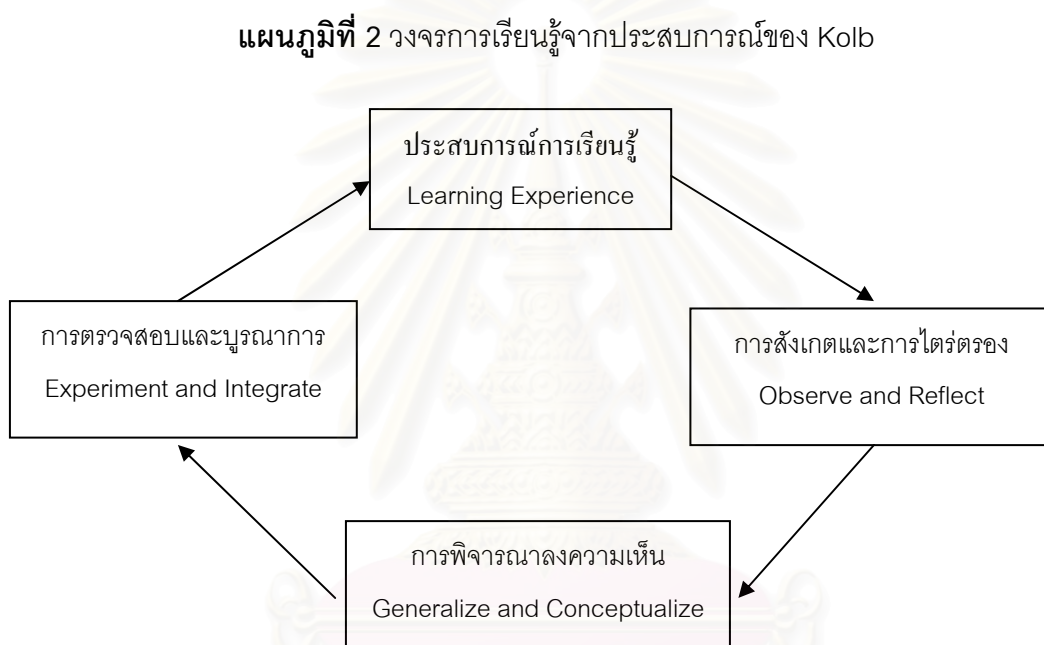 แผนภูมิที่ 2 วงจรการเรียนรู้จากประสบการณ์ของ Kolb
ประสบการณ์การเรียนรู้
Learning Experience
การตรวจสอบและบูรณาการ
Experiment and Integrate
การสังเกตและการไตร่ตรอง
Observe and Reflect
การพิจารณาลงความเห็น
Generalize and Conceptualize